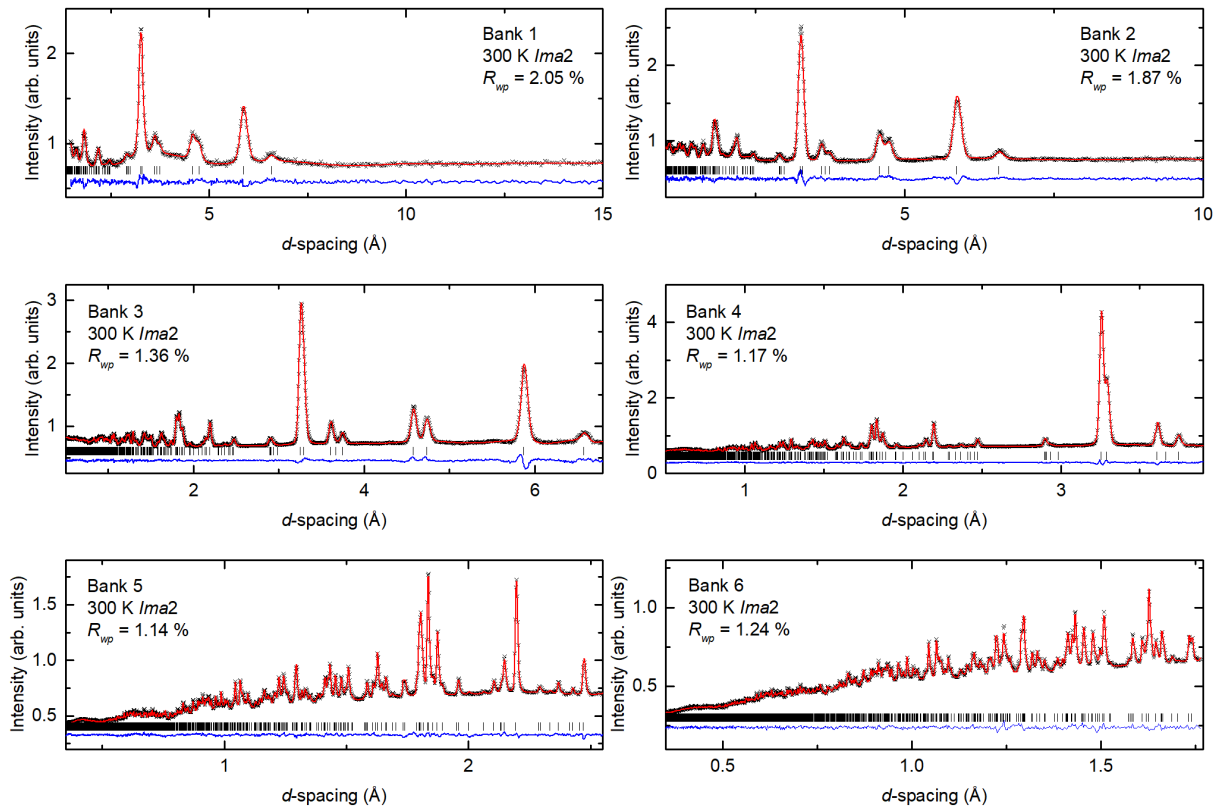 Bank 1
300 K Ima2
Rwp = 2.05 %
Intensity (arb. units)
2
1
5
10
15
d-spacing (Å)
Bank 2
300 K Ima2
Rwp = 1.87 %
Intensity (arb. units)
2
1
5
10
d-spacing (Å)
Bank 3
300 K Ima2
Rwp = 1.36 %
Intensity (arb. units)
3
2
1
2
4
6
d-spacing (Å)
Bank 4
300 K Ima2
Rwp = 1.17 %
Intensity (arb. units)
4
2
0
1
2
3
d-spacing (Å)
Bank 5
300 K Ima2
Rwp = 1.14 %
Intensity (arb. units)
1.5
1.0
0.5
1
2
d-spacing (Å)
Bank 6
300 K Ima2
Rwp = 1.24 %
Intensity (arb. units)
1.0
0.5
0.5
1.0
1.5
d-spacing (Å)